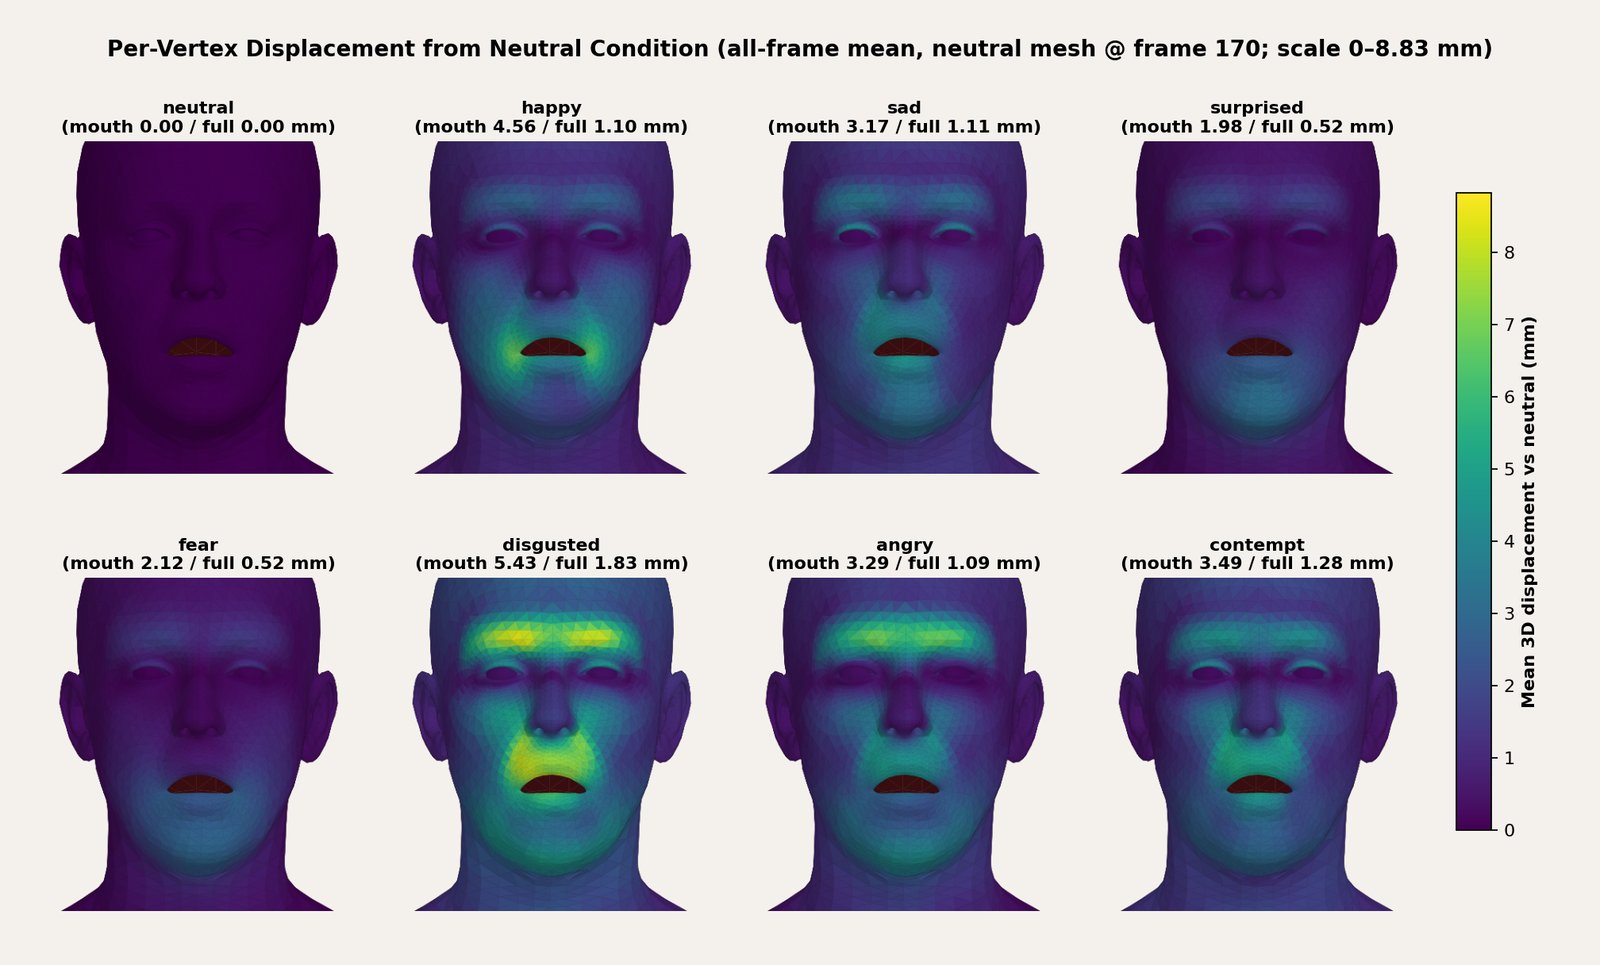 Per-Vertex Displacement from Neutral Condition (all-frame mean, neutral mesh @ frame 170; scale 0–8.83 mm)
neutral
(mouth 0.00 / full 0.00 mm)
happy
(mouth 4.56 / full 1.10 mm)
sad
(mouth 3.17 / full 1.11 mm)
surprised
(mouth 1.98 / full 0.52 mm)
fear
(mouth 2.12 / full 0.52 mm)
disgusted
(mouth 5.43 / full 1.83 mm)
angry
(mouth 3.29 / full 1.09 mm)
contempt
(mouth 3.49 / full 1.28 mm)
8
7
6
5
4
3
2
1
0
Mean 3D displacement vs neutral (mm)